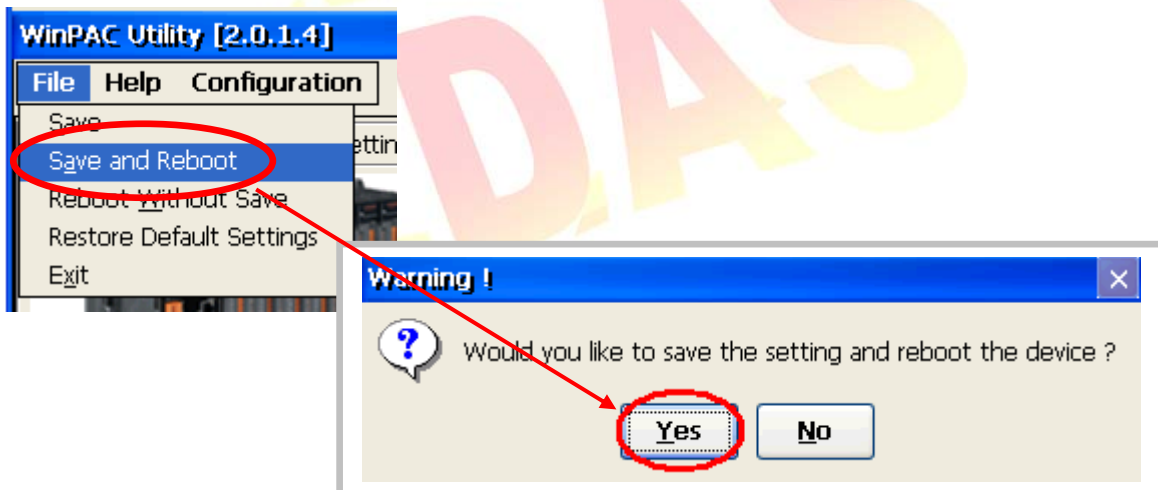 WinPAC Utility [2.0.1.4]
File Help Configuration
Save
Save and Reboot
Reboot Without Save
Restore Default Settings
Exit
Warning !
Would you like to save the setting and reboot the device ?
Yes No